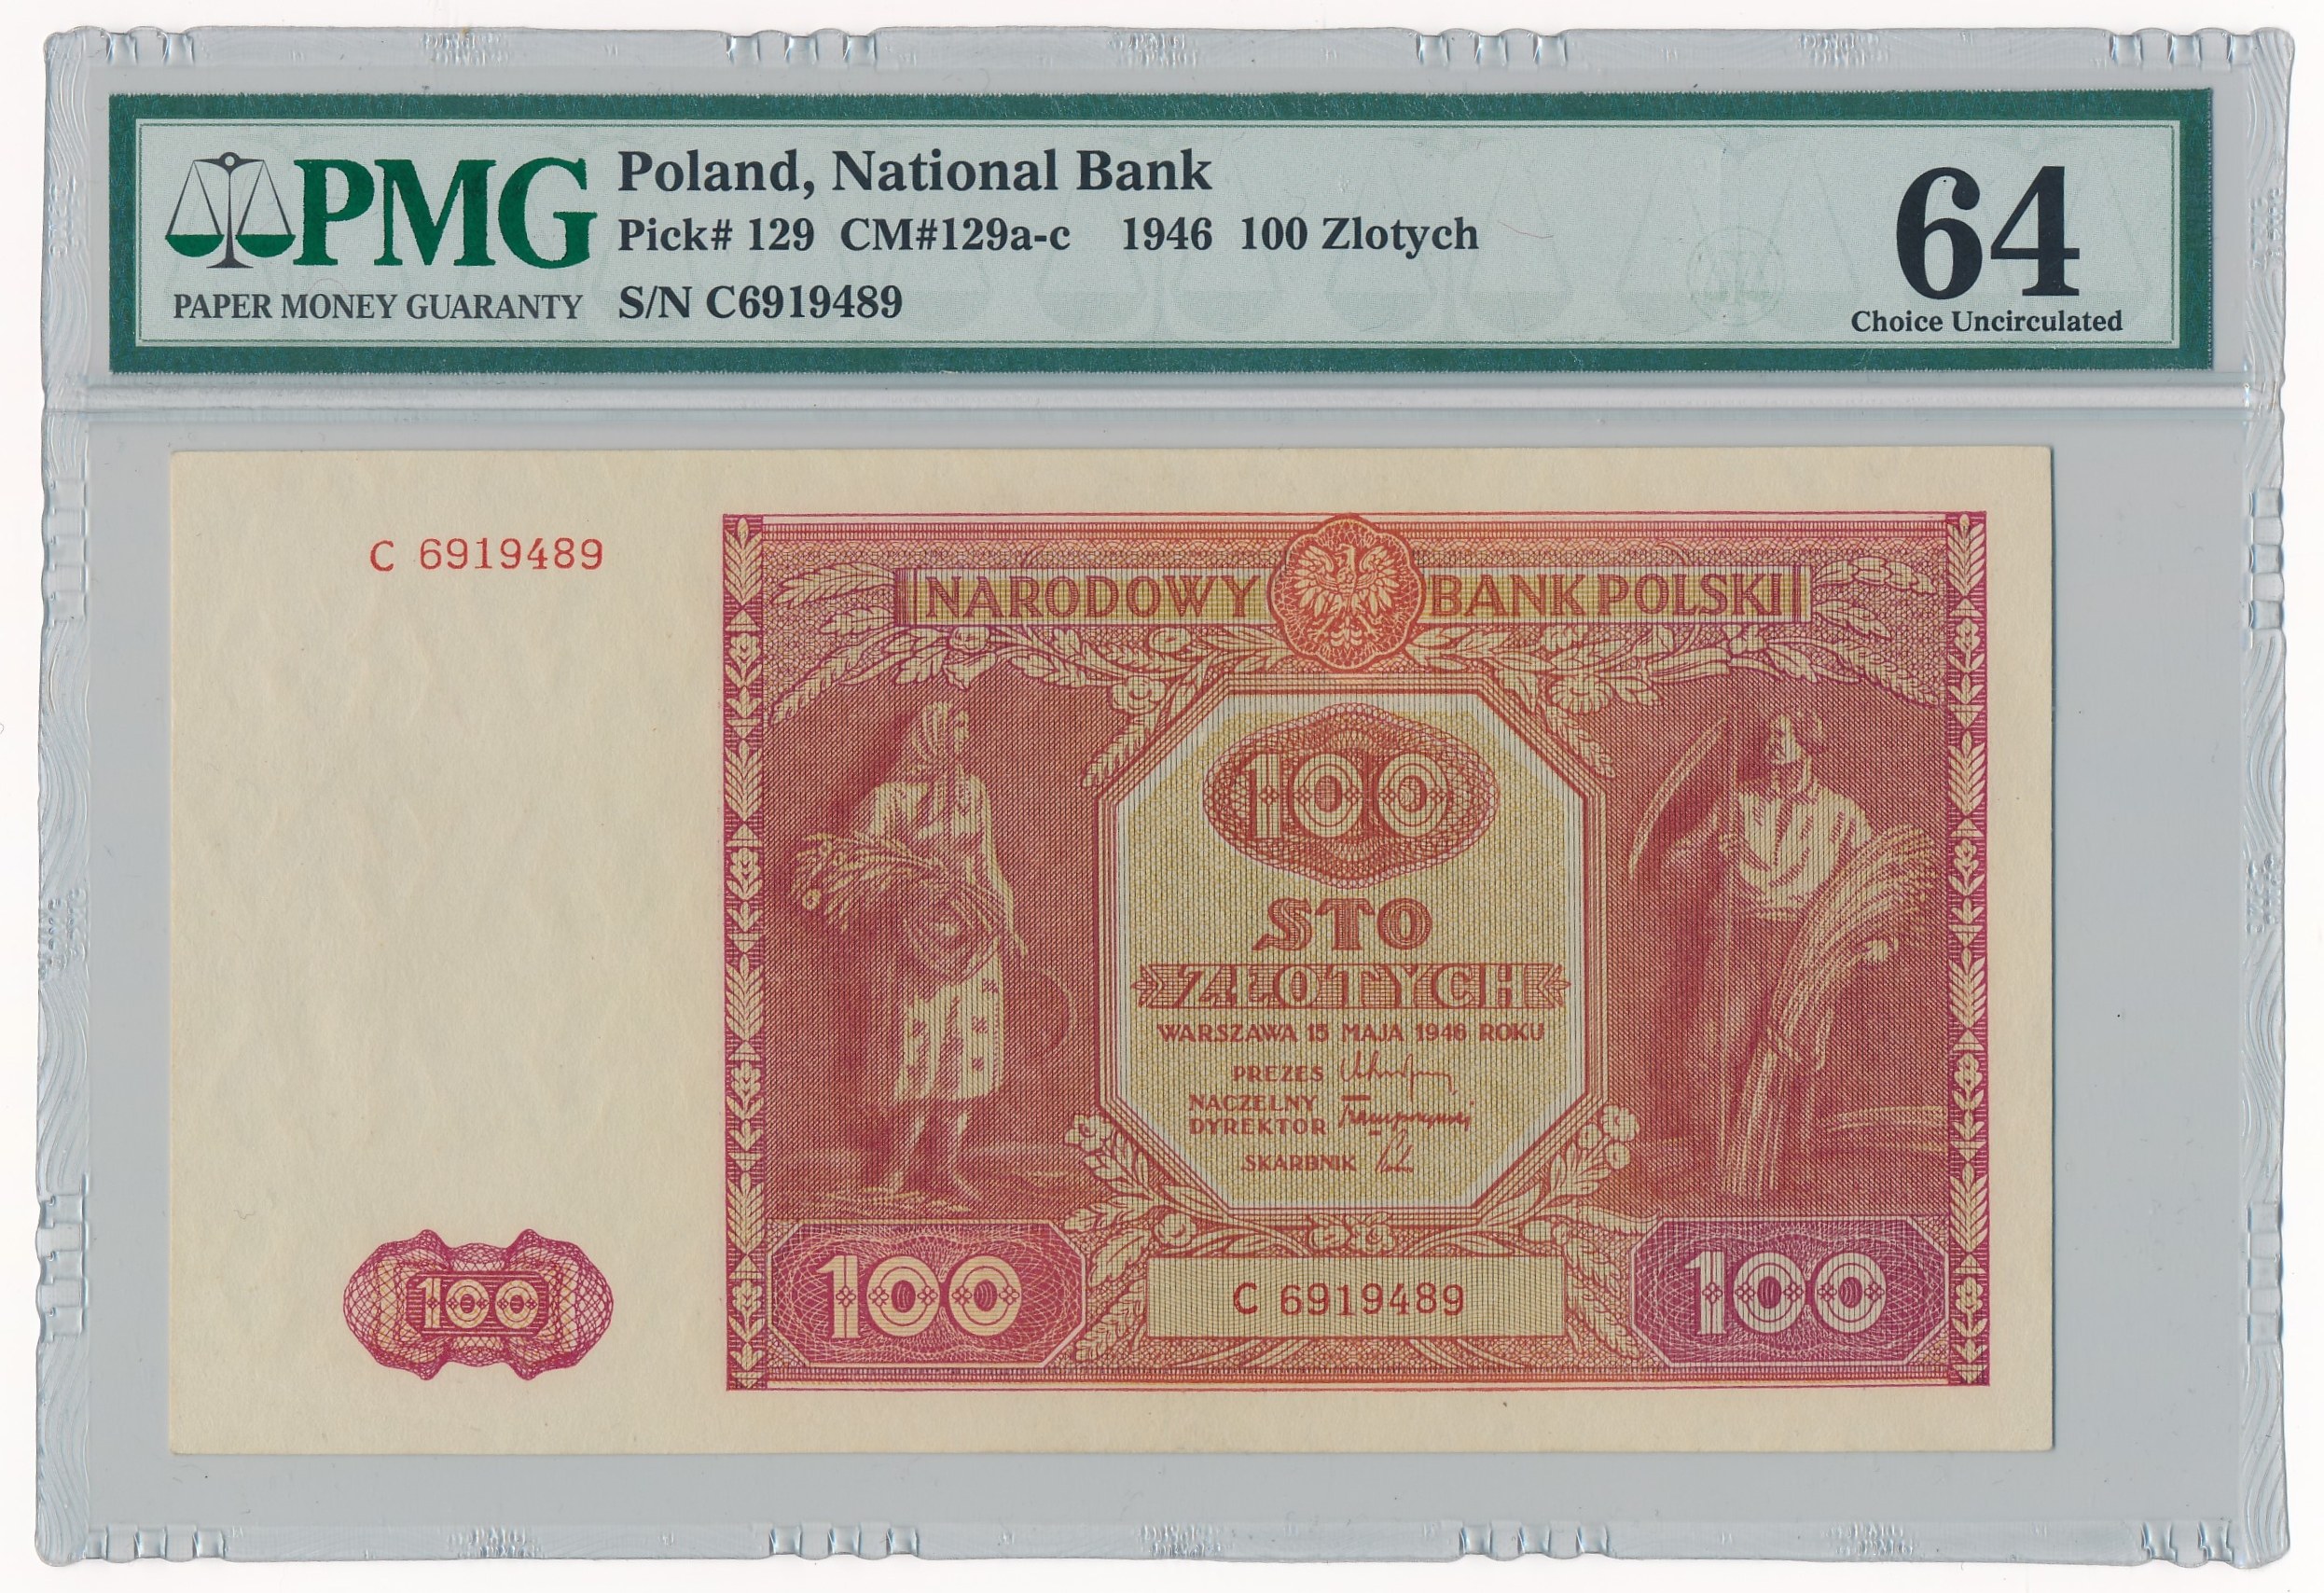 PMG
PAPER MONEY GUARANTY
Poland, National Bank
Pick# 129 CM#129a-c 1946 100 Zlotych
S/N C6919489
64
Choice Uncirculated
C 6919489
NARODOWY BANK POLSKI
100
STO
ZŁOTYCH
WARSZAWA 15 MAJA 1946 ROKU
PREZES
NACZELNY
DYREKTOR
SKARBNIK
100
100
C 6919489
100